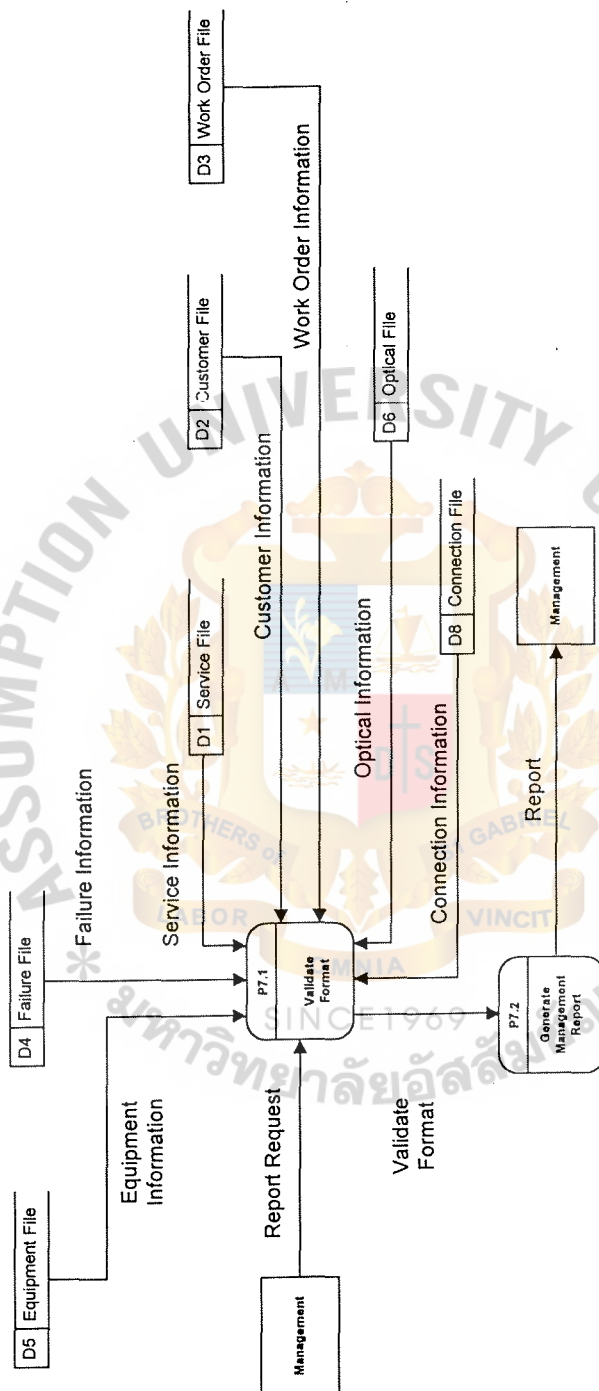 D5 Equipment File
D4 Failure File
D1 Service File
D2 Customer File
D3 Work Order File
Equipment
Information
Failure Information
Service Information
Customer Information
Work Order Information
Management
Report Request
P7.1
Validate
Format
Optical Information
D6 Optical File
Connection Information
D8 Connection File
Validate
Format
P7.2
Generate
Management
Report
Report
Management
ASSUMPTION UNIVERSITY
BROTHERS OF
ST GABRIEL
LABOR
OMNIA
VINCIT
SINCE 1969